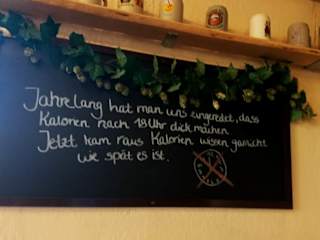 Jahrelang hat man uns eingeredet, dass
Kalorien nach 18 Uhr dick machen.
Jetzt kam raus Kalorien wissen garnicht
wie spät es ist.